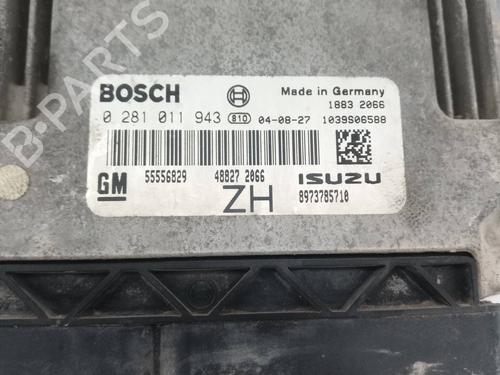 BOSCH
Made in Germany
1883 2066
0 281 011 943 810 04-08-27 1039S06588
GM 55556829 48827 2066 ISUZU
ZH 8973785710
B-PARTS
B-PARTS